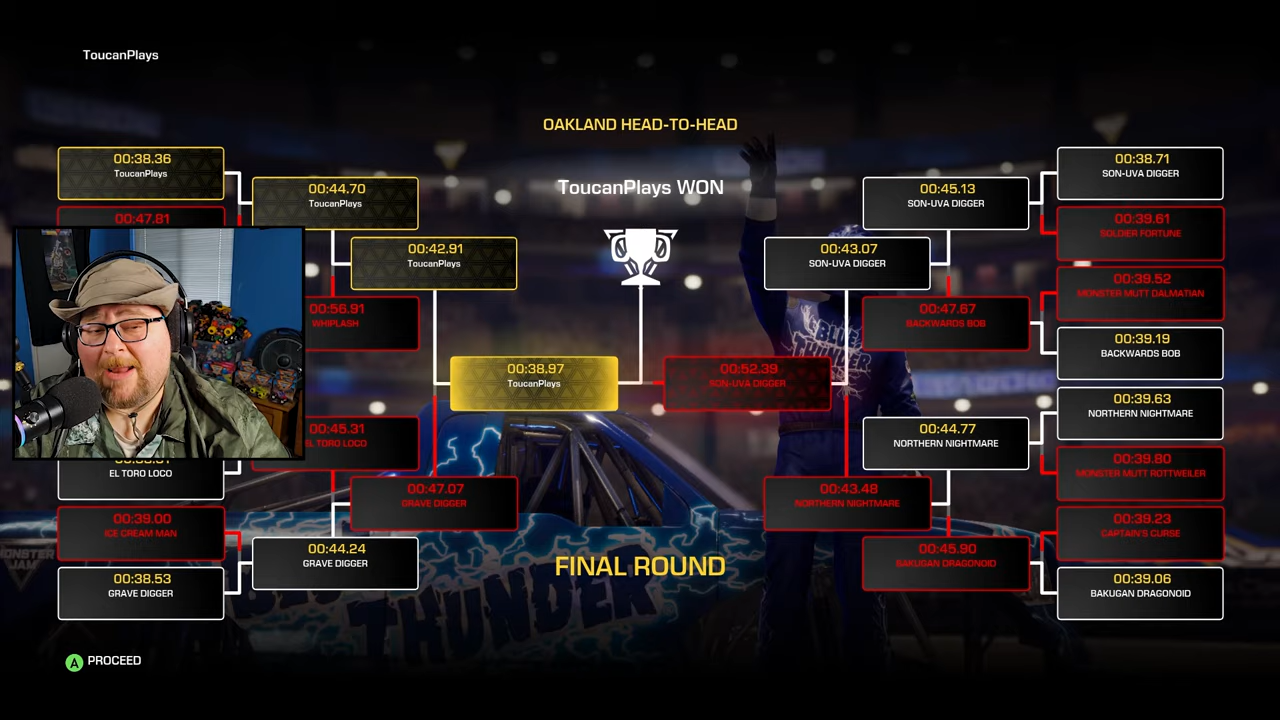 ToucanPlays
OAKLAND HEAD-TO-HEAD
ToucanPlays WON
00:38.36
ToucanPlays
00:47.81
00:44.70
ToucanPlays
00:42.91
ToucanPlays
00:56.91
WHIPLASH
00:38.97
ToucanPlays
00:45.31
EL TORO LOCO
EL TORO LOCO
00:47.07
GRAVE DIGGER
00:39.00
ICE CREAM MAN
00:44.24
GRAVE DIGGER
00:38.53
GRAVE DIGGER
00:52.39
SON-UVA DIGGER
00:43.07
SON-UVA DIGGER
00:43.48
NORTHERN NIGHTMARE
00:45.13
SON-UVA DIGGER
00:47.67
BACKWARDS BOB
00:44.77
NORTHERN NIGHTMARE
00:45.90
BAKUGAN DRAGONOID
00:38.71
SON-UVA DIGGER
00:39.61
SOLDIER FORTUNE
00:39.52
MONSTER MUTT DALMATIAN
00:39.19
BACKWARDS BOB
00:39.63
NORTHERN NIGHTMARE
00:39.80
MONSTER MUTT ROTTWEILER
00:39.23
CAPTAIN'S CURSE
00:39.06
BAKUGAN DRAGONOID
FINAL ROUND
THUNDER
MONSTER
JAM
PROCEED
A